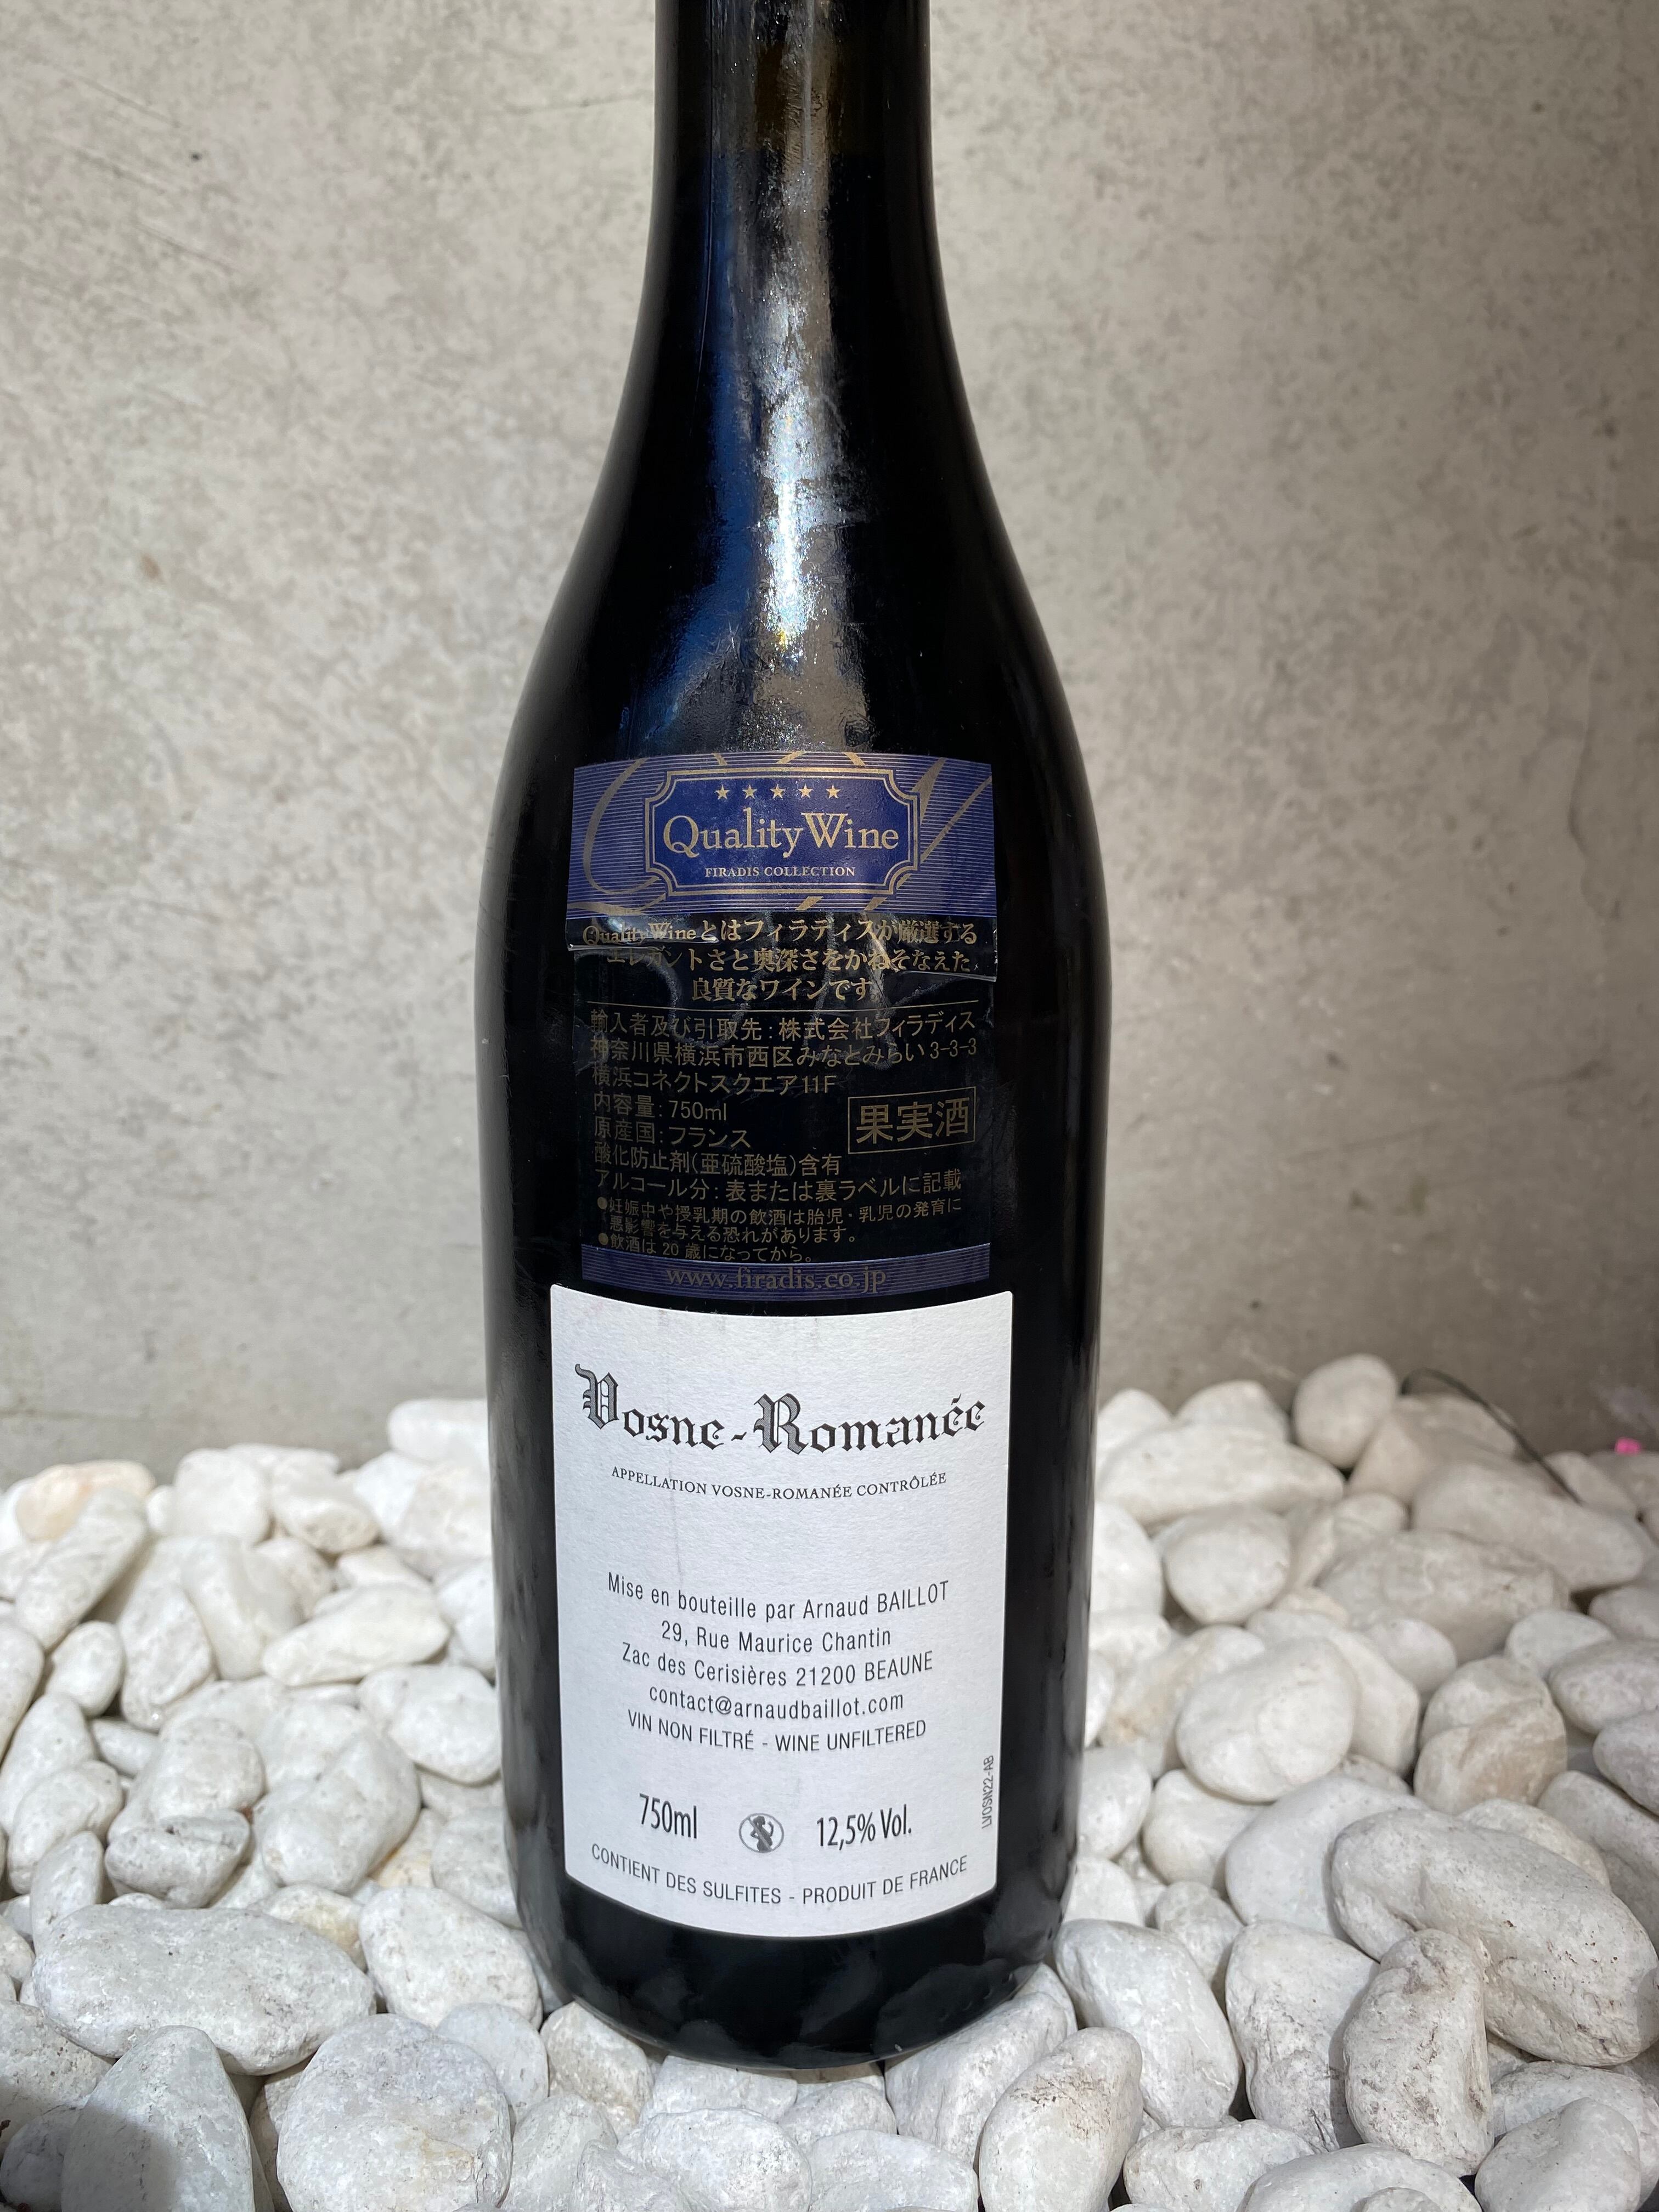 ★★★★★
Quality Wine
FIRADIS COLLECTION
Quality Wineとはフィラディスが厳選する
エレガントさと奥深さをかねそなえた
良質なワインです
輸入者及び引取先:株式会社フィラディス
神奈川県横浜市西区みなとみらい3-3-3
横浜コネクトスクエア11F
内容量:750ml
原産国:フランス
果実酒
酸化防止剤(亜硫酸塩)含有
アルコール分:表または裏ラベルに記載
●妊娠中や授乳期の飲酒は胎児・乳児の発育に
悪影響を与える恐れがあります。
●飲酒は20歳になってから。
www.firadis.co.jp
Vosne-Romanée
APPELLATION VOSNE-ROMANÉE CONTRÔLÉE
Mise en bouteille par Arnaud BAILLOT
29, Rue Maurice Chantin
Zac des Cerisières 21200 BEAUNE
contact@arnaudbaillot.com
VIN NON FILTRÉ - WINE UNFILTERED
750ml 12,5% Vol.
CONTIENT DES SULFITES - PRODUIT DE FRANCE
LVOSN22-AB